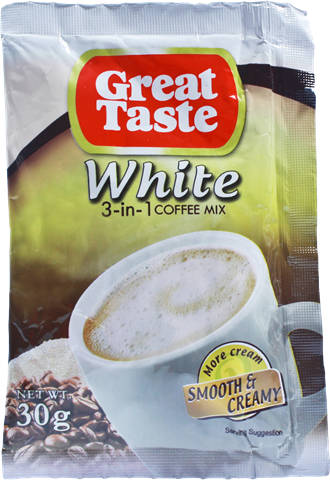 Great
Taste
White
3-in-1 COFFEE MIX
More cream
SMOOTH &
CREAMY
NET WT.
30g
Serving Suggestion